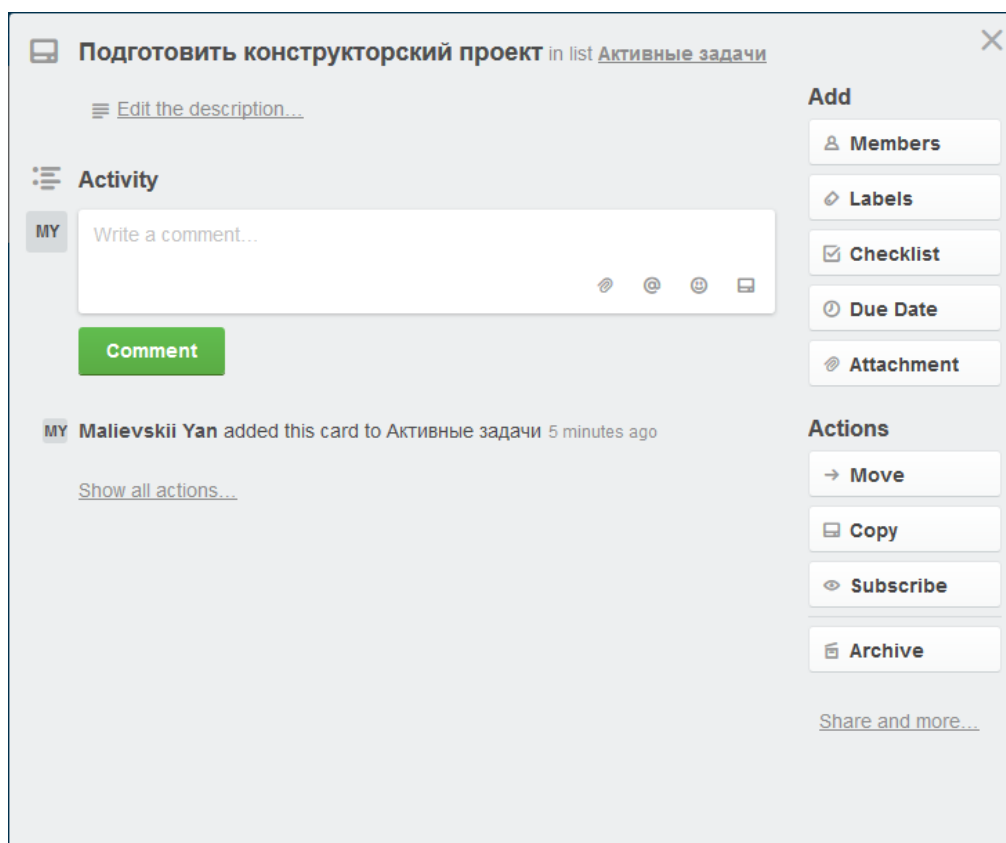 Подготовить конструкторский проект in list Активные задачи
Edit the description...
Activity
MY
Write a comment...
Comment
MY Malievskii Yan added this card to Активные задачи 5 minutes ago
Show all actions...
Add
Members
Labels
Checklist
Due Date
Attachment
Actions
Move
Copy
Subscribe
Archive
Share and more...